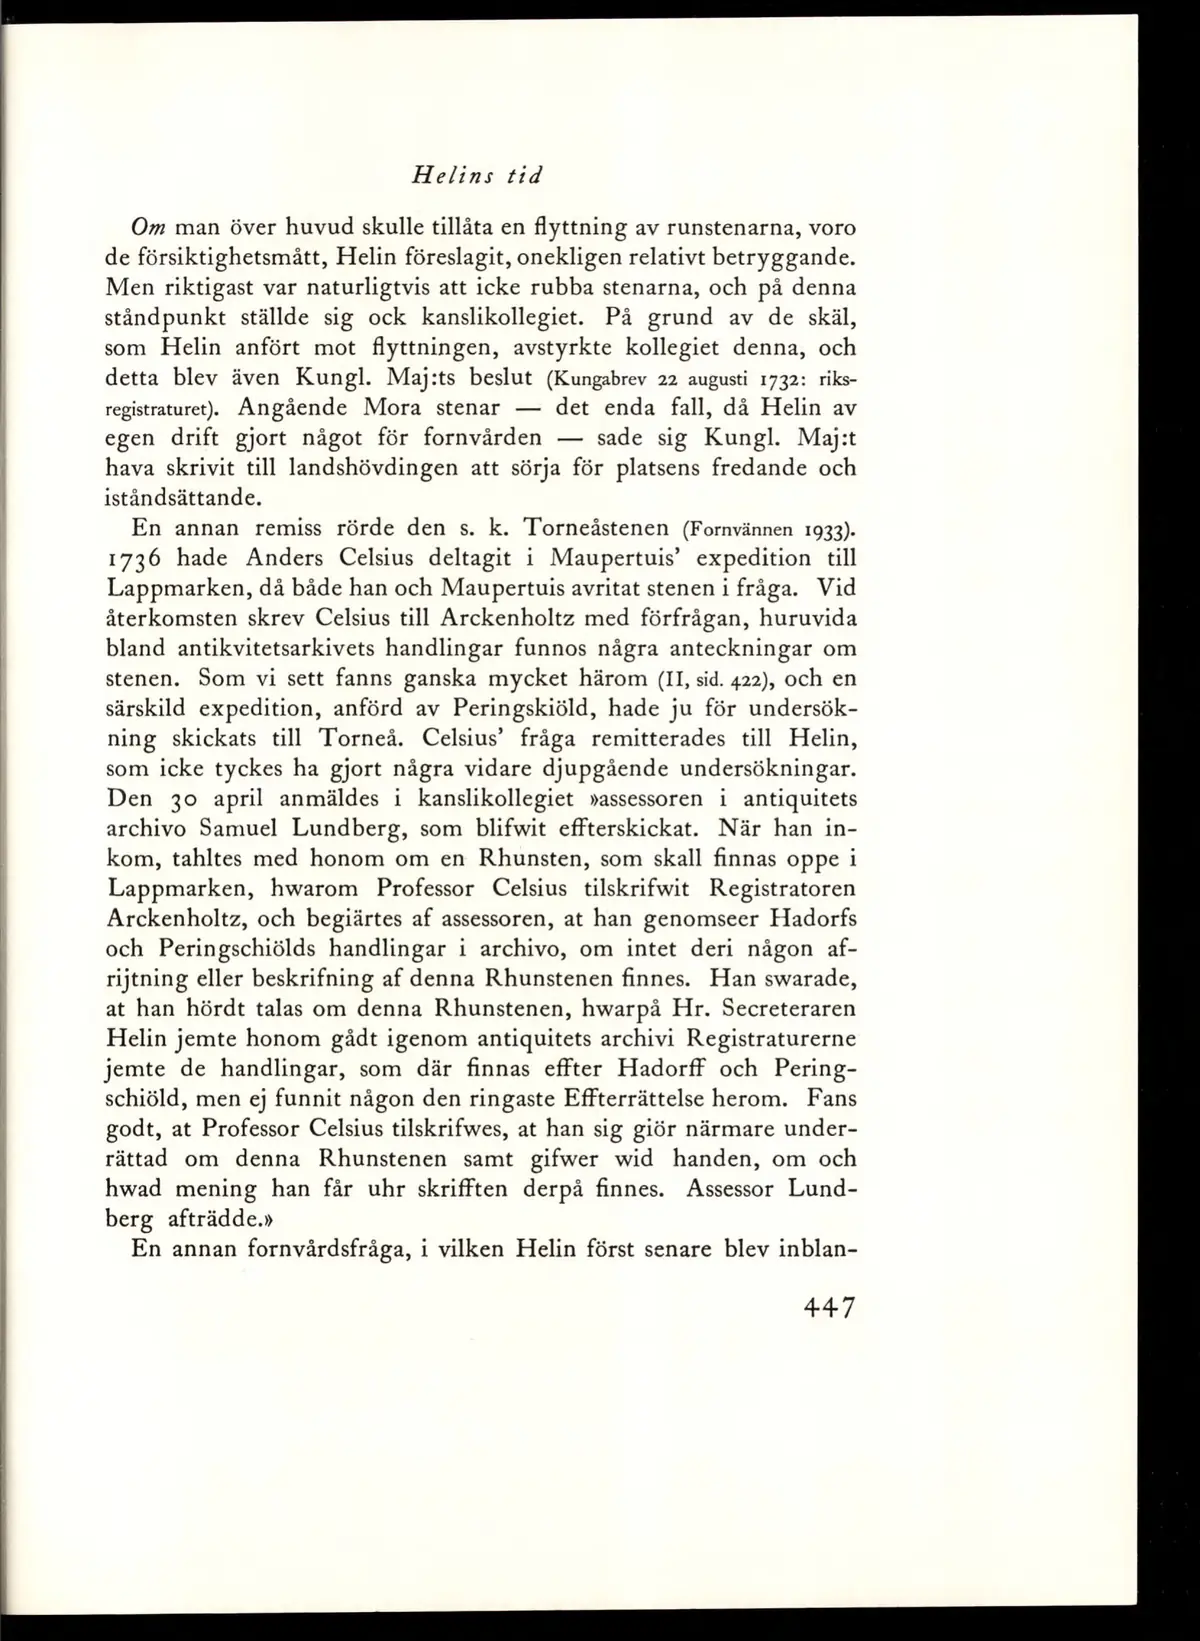 Helins tid
Om man över huvud skulle tillåta en flyttning av runstenarna, voro
de försiktighetsmått, Helin föreslagit, onekligen relativt betryggande.
Men riktigast var naturligtvis att icke rubba stenarna, och på denna
ståndpunkt ställde sig ock kanslikollegiet. På grund av de skäl,
som Helin anfört mot flyttningen, avstyrkte kollegiet denna, och
detta blev även Kungl. Maj:ts beslut (Kungabrev 22 augusti 1732: riks-
registraturet). Angående Mora stenar — det enda fall, då Helin av
egen drift gjort något för fornvården — sade sig Kungl. Maj:t
hava skrivit till landshövdingen att sörja för platsens fredande och
iståndsättande.
En annan remiss rörde den s. k. Torneåstenen (Fornvännen 1933).
1736 hade Anders Celsius deltagit i Maupertuis’ expedition till
Lappmarken, då både han och Maupertuis avritat stenen i fråga. Vid
återkomsten skrev Celsius till Arckenholtz med förfrågan, huruvida
bland antikvitetsarkivets handlingar funnos några anteckningar om
stenen. Som vi sett fanns ganska mycket härom (II, sid. 422), och en
särskild expedition, anförd av Peringskiöld, hade ju för undersök-
ning skickats till Torneå. Celsius’ fråga remitterades till Helin,
som icke tyckes ha gjort några vidare djupgående undersökningar.
Den 30 april anmäldes i kanslikollegiet »assessoren i antiquitets
archivo Samuel Lundberg, som blifwit effterskickat. När han in-
kom, tahltes med honom om en Rhunsten, som skall finnas oppe i
Lappmarken, hwarom Professor Celsius tilskrifwit Registratoren
Arckenholtz, och begiärtes af assessoren, at han genomseer Hadorfs
och Peringschiölds handlingar i archivo, om intet deri någon af-
rijtning eller beskrifning af denna Rhunstenen finnes. Han swarade,
at han hördt talas om denna Rhunstenen, hwarpå Hr. Secreteraren
Helin jemte honom gådt igenom antiquitets archivi Registraturerne
jemte de handlingar, som där finnas effter Hadorff och Pering-
schiöld, men ej funnit någon den ringaste Effterrättelse herom. Fans
godt, at Professor Celsius tilskrifwes, at han sig giör närmare under-
rättad om denna Rhunstenen samt gifwer wid handen, om och
hwad mening han får uhr skrifften derpå finnes. Assessor Lund-
berg afträdde.»
En annan fornvårdsfråga, i vilken Helin först senare blev inblan-
447